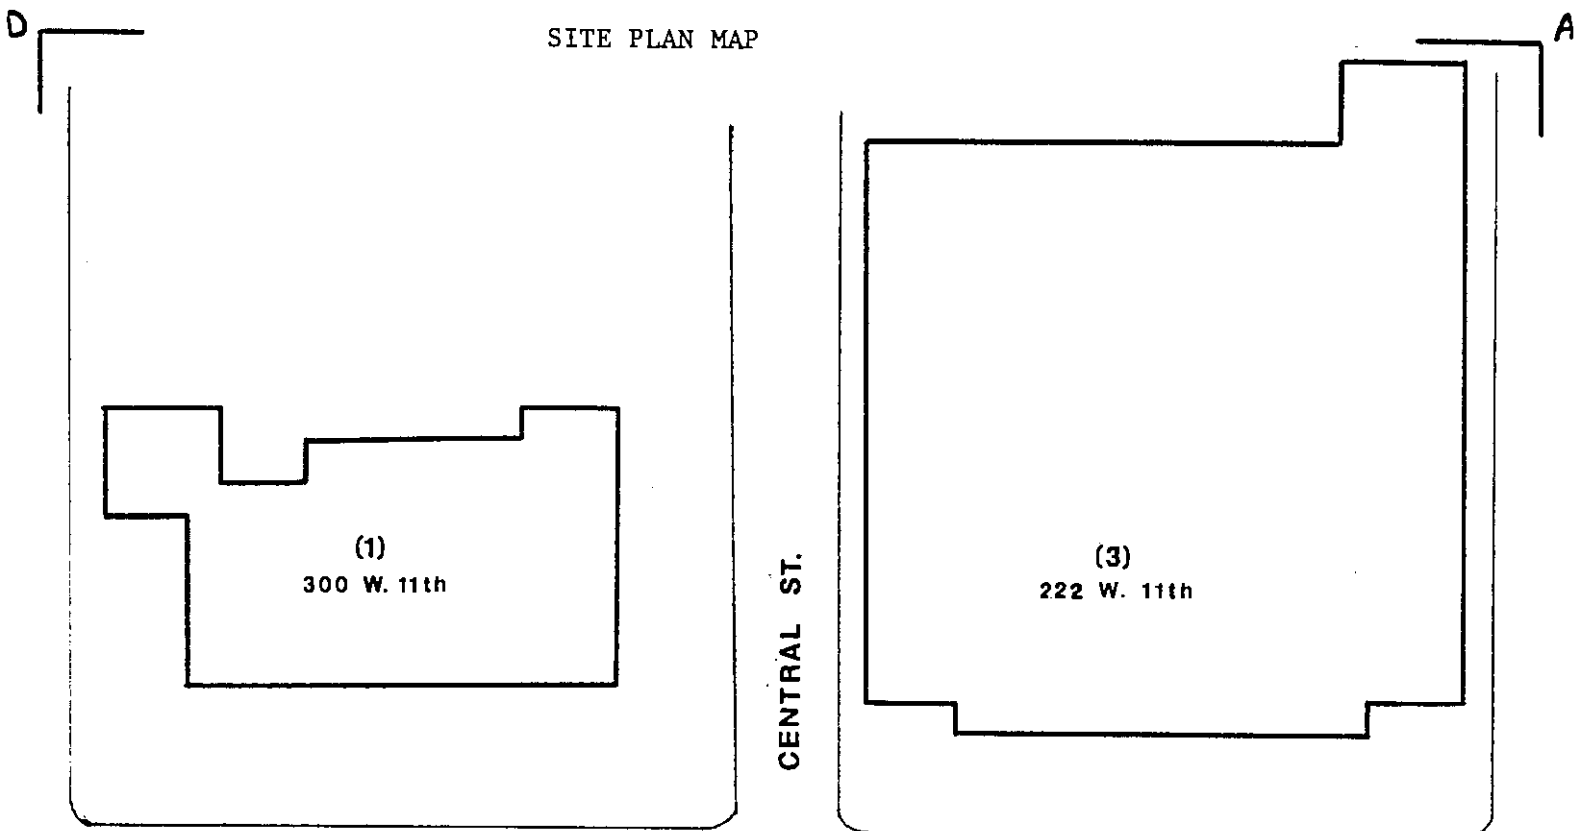 D
SITE PLAN MAP
A
(1)
300 W. 11th
CENTRAL ST.
(3)
222 W. 11th